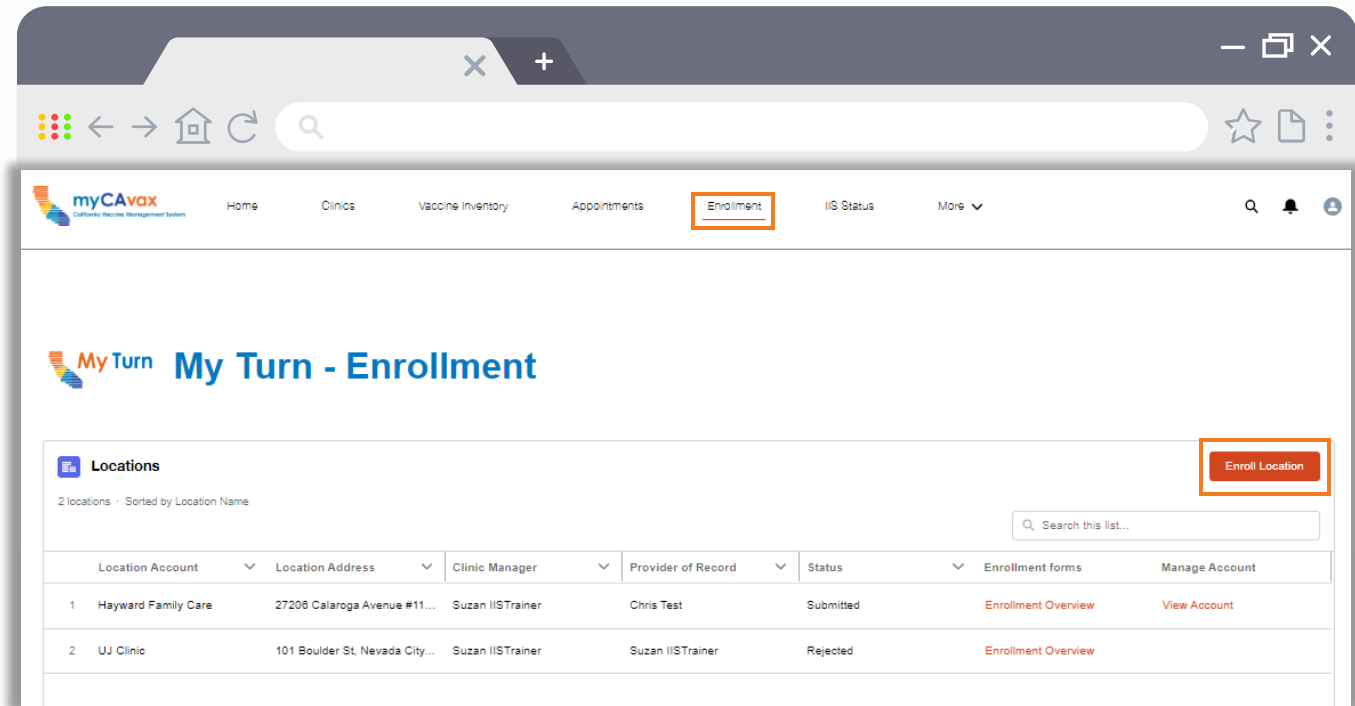 myCAvax
California Vaccine Management System
Home Clinics Vaccine Inventory Appointments Enrollment IIS Status More
My Turn
My Turn - Enrollment
Locations
Enroll Location
2 locations · Sorted by Location Name
Search this list...
Location Account Location Address Clinic Manager Provider of Record Status Enrollment forms Manage Account
1 Hayward Family Care 27206 Calaroga Avenue #11... Suzan IISTrainer Chris Test Submitted Enrollment Overview View Account
2 UJ Clinic 101 Boulder St, Nevada City... Suzan IISTrainer Suzan IISTrainer Rejected Enrollment Overview